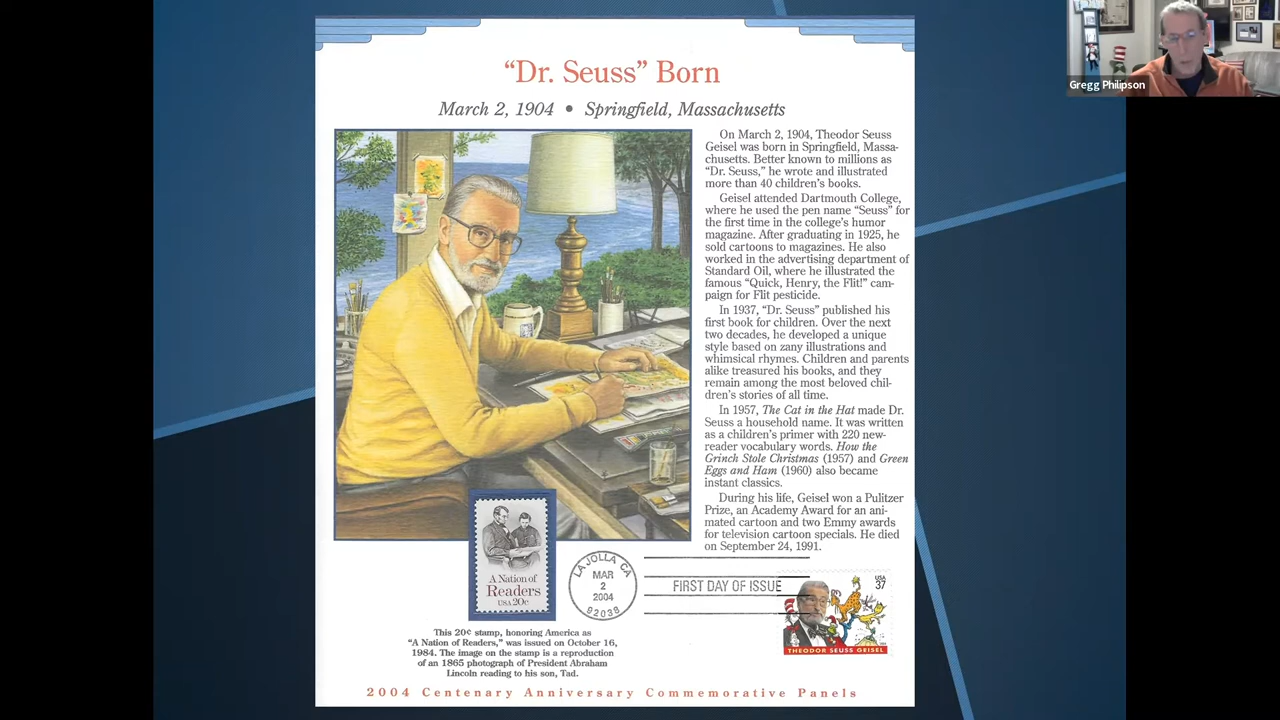 Gregg Philipson
“Dr. Seuss” Born
March 2, 1904 • Springfield, Massachusetts
On March 2, 1904, Theodor Seuss
Geisel was born in Springfield, Massa-
chusetts. Better known to millions as
“Dr. Seuss,” he wrote and illustrated
more than 40 children’s books.
Geisel attended Dartmouth College,
where he used the pen name “Seuss” for
the first time in the college’s humor
magazine. After graduating in 1925, he
sold cartoons to magazines. He also
worked in the advertising department of
Standard Oil, where he illustrated the
famous “Quick, Henry, the Flit!” cam-
paign for Flit pesticide.
In 1937, “Dr. Seuss” published his
first book for children. Over the next
two decades, he developed a unique
style based on zany illustrations and
whimsical rhymes. Children and parents
alike treasured his books, and they
remain among the most beloved chil-
dren’s stories of all time.
In 1957, The Cat in the Hat made Dr.
Seuss a household name. It was written
as a children’s primer with 220 new-
reader vocabulary words. How the
Grinch Stole Christmas (1957) and Green
Eggs and Ham (1960) also became
instant classics.
During his life, Geisel won a Pulitzer
Prize, an Academy Award for an ani-
mated cartoon and two Emmy awards
for television cartoon specials. He died
on September 24, 1991.
A Nation of
Readers
USA 20c
LA JOLLA CA
MAR
2
2004
92038
FIRST DAY OF ISSUE
USA
37
THEODOR SEUSS GEISEL
This 20¢ stamp, honoring America as
“A Nation of Readers,” was issued on October 16,
1984. The image on the stamp is a reproduction
of an 1865 photograph of President Abraham
Lincoln reading to his son, Tad.
2004 Centenary Anniversary Commemorative Panels